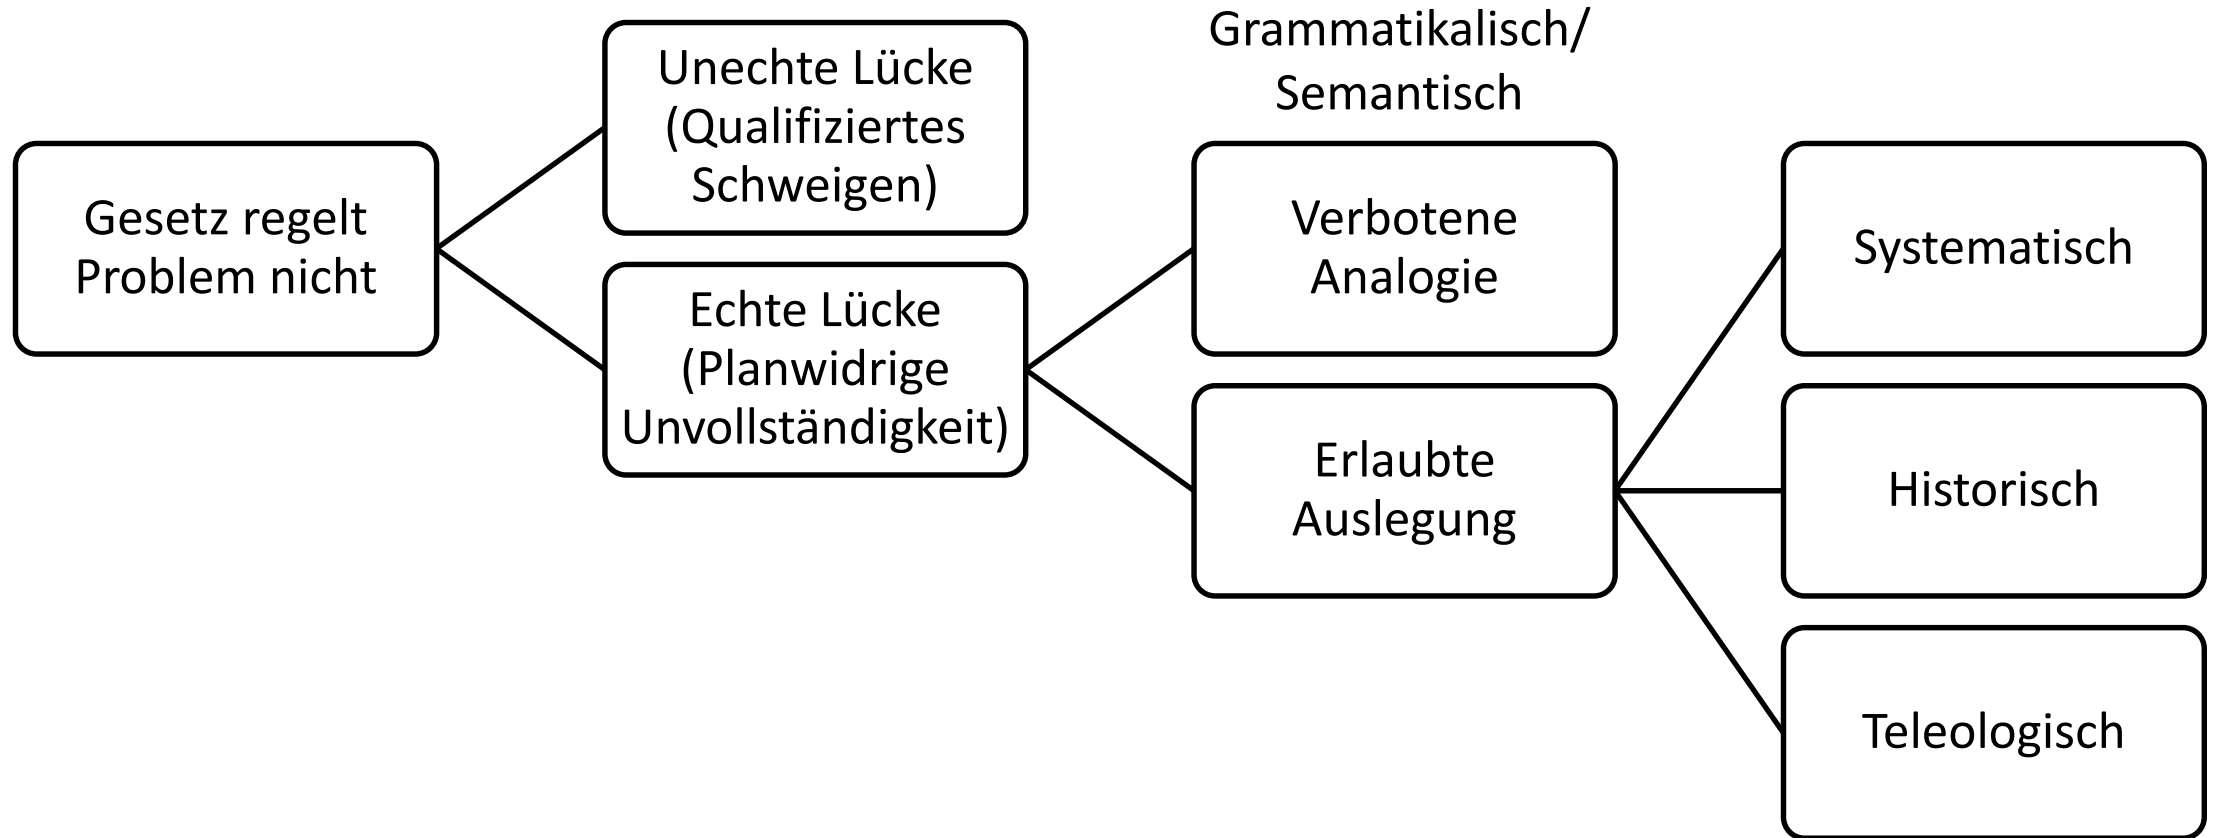 Gesetz regelt
Problem nicht
Unechte Lücke
(Qualifiziertes
Schweigen)
Echte Lücke
(Planwidrige
Unvollständigkeit)
Grammatikalisch/
Semantisch
Verbotene
Analogie
Erlaubte
Auslegung
Systematisch
Historisch
Teleologisch